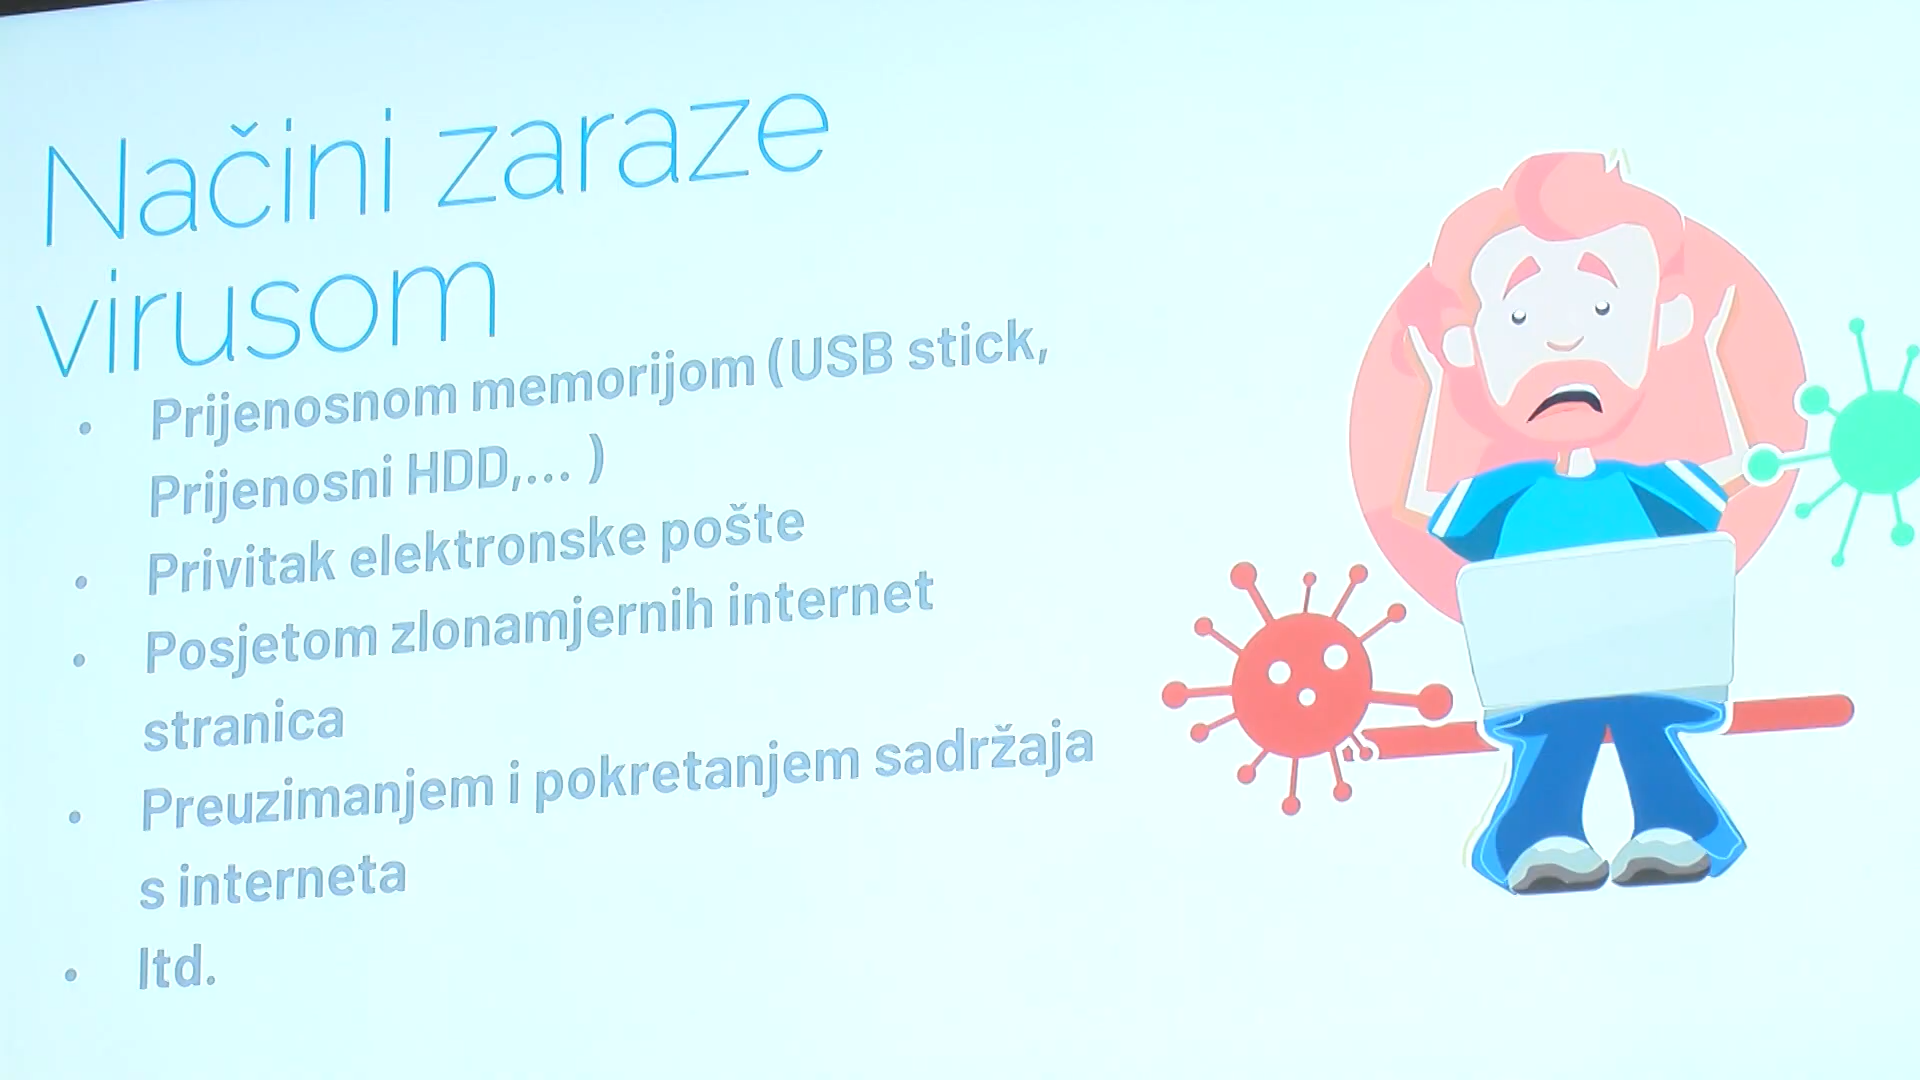 Načini zaraze
virusom
• Prijenosnom memorijom (USB stick,
Prijenosni HDD,... )
• Privitak elektronske pošte
• Posjetom zlonamjernih internet
stranica
• Preuzimanjem i pokretanjem sadržaja
s interneta
• Itd.